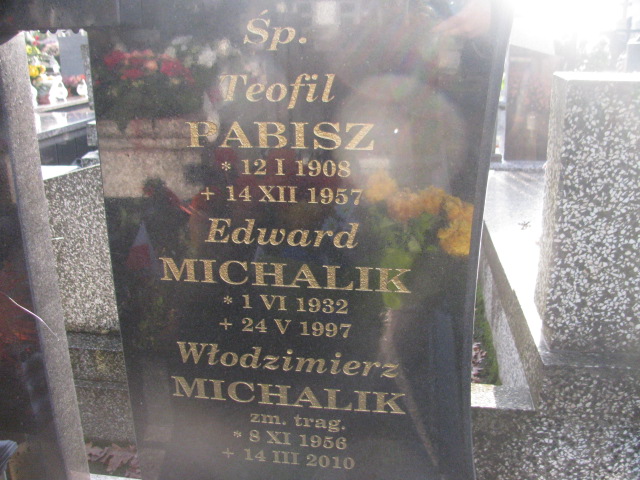 Śp.
Teofil
PABISZ
* 12 I 1908
+ 14 XII 1957
Edward
MICHALIK
* 1 VI 1932
+ 24 V 1997
Włodzimierz
MICHALIK
zm. trag.
* 8 XI 1956
+ 14 III 2010